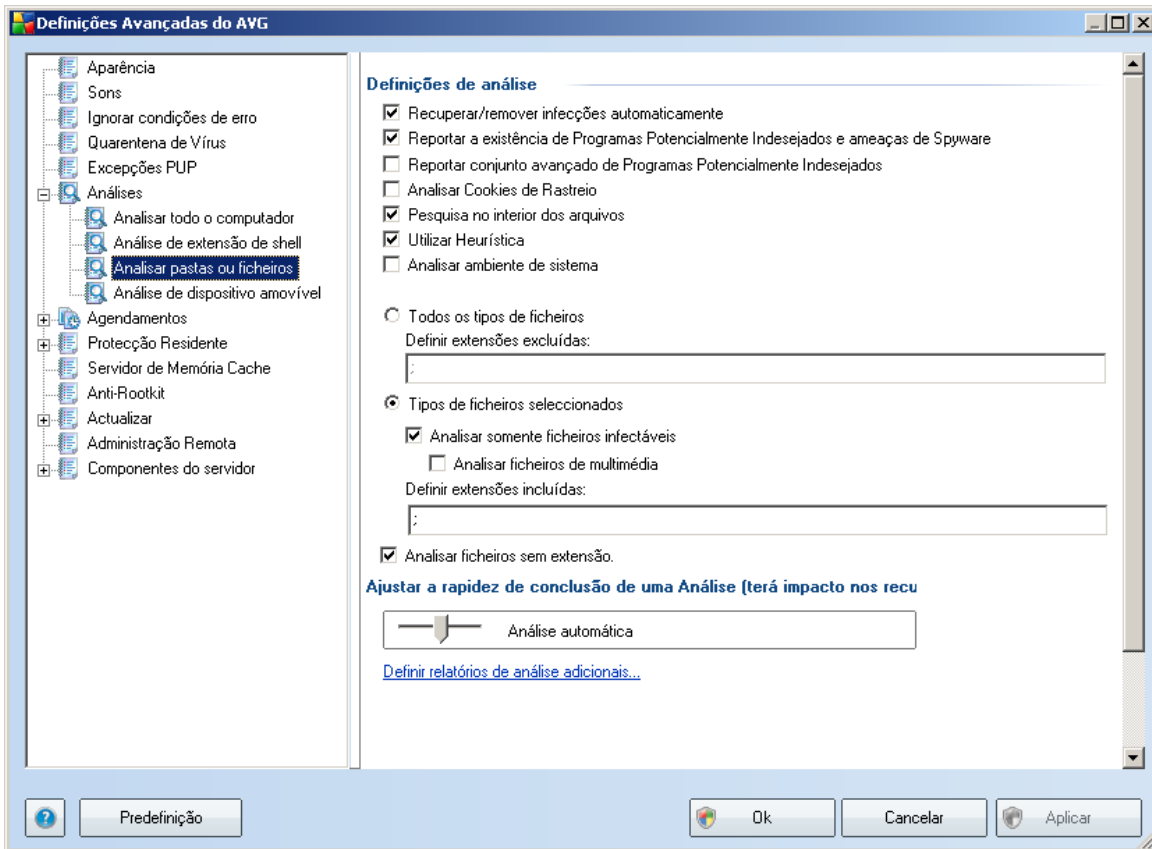 Definições Avançadas do AVG
Aparência
Sons
Ignorar condições de erro
Quarentena de Vírus
Excepções PUP
Análises
Analisar todo o computador
Análise de extensão de shell
Analisar pastas ou ficheiros
Análise de dispositivo amovível
Agendamentos
Protecção Residente
Servidor de Memória Cache
Anti-Rootkit
Actualizar
Administração Remota
Componentes do servidor
Definições de análise
Recuperar/remover infecções automaticamente
Reportar a existência de Programas Potencialmente Indesejados e ameaças de Spyware
Reportar conjunto avançado de Programas Potencialmente Indesejados
Analisar Cookies de Rastreio
Pesquisa no interior dos arquivos
Utilizar Heurística
Analisar ambiente de sistema
Todos os tipos de ficheiros
Definir extensões excluídas:
;
Tipos de ficheiros seleccionados
Analisar somente ficheiros infectáveis
Analisar ficheiros de multimédia
Definir extensões incluídas:
;
Analisar ficheiros sem extensão.
Ajustar a rapidez de conclusão de uma Análise (terá impacto nos recu
Análise automática
Definir relatórios de análise adicionais...
Predefinição
Ok
Cancelar
Aplicar